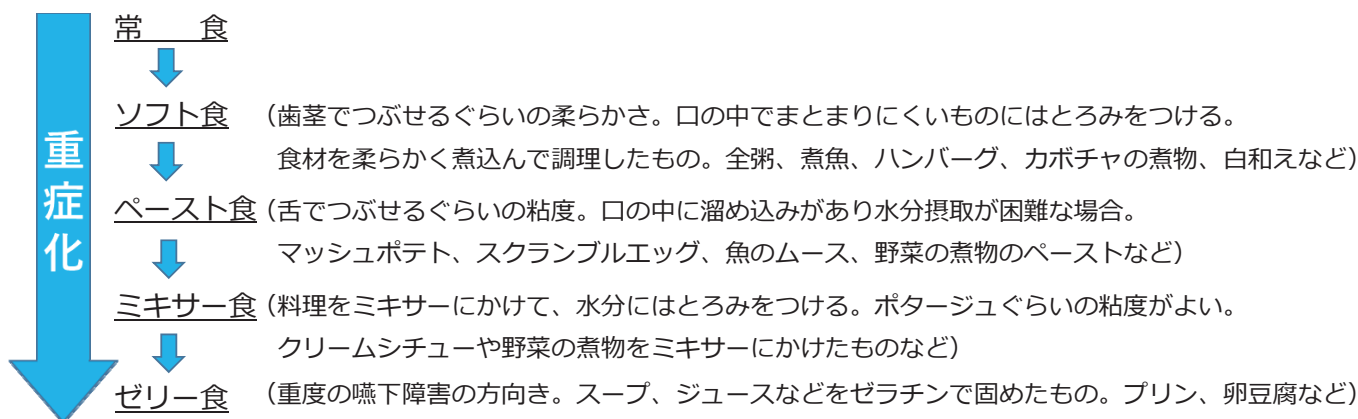 重症化
常　　食
ソフト食　（歯茎でつぶせるぐらいの柔らかさ。口の中でまとまりにくいものにはとろみをつける。
食材を柔らかく煮込んで調理したもの。全粥、煮魚、ハンバーグ、カボチャの煮物、白和えなど）
ペースト食（舌でつぶせるぐらいの粘度。口の中に溜め込みがあり水分摂取が困難な場合。
マッシュポテト、スクランブルエッグ、魚のムース、野菜の煮物のペーストなど）
ミキサー食（料理をミキサーにかけて、水分にはとろみをつける。ポタージュぐらいの粘度がよい。
クリームシチューや野菜の煮物をミキサーにかけたものなど）
ゼリー食　（重度の嚥下障害の方向き。スープ、ジュースなどをゼラチンで固めたもの。プリン、卵豆腐など）